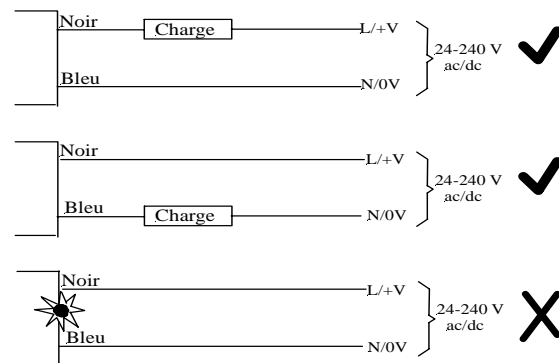 Noir Charge L/+V
24-240 V
ac/dc
Bleu N/0V
Noir L/+V
24-240 V
ac/dc
Bleu Charge N/0V
Noir L/+V
24-240 V
ac/dc
Bleu N/0V